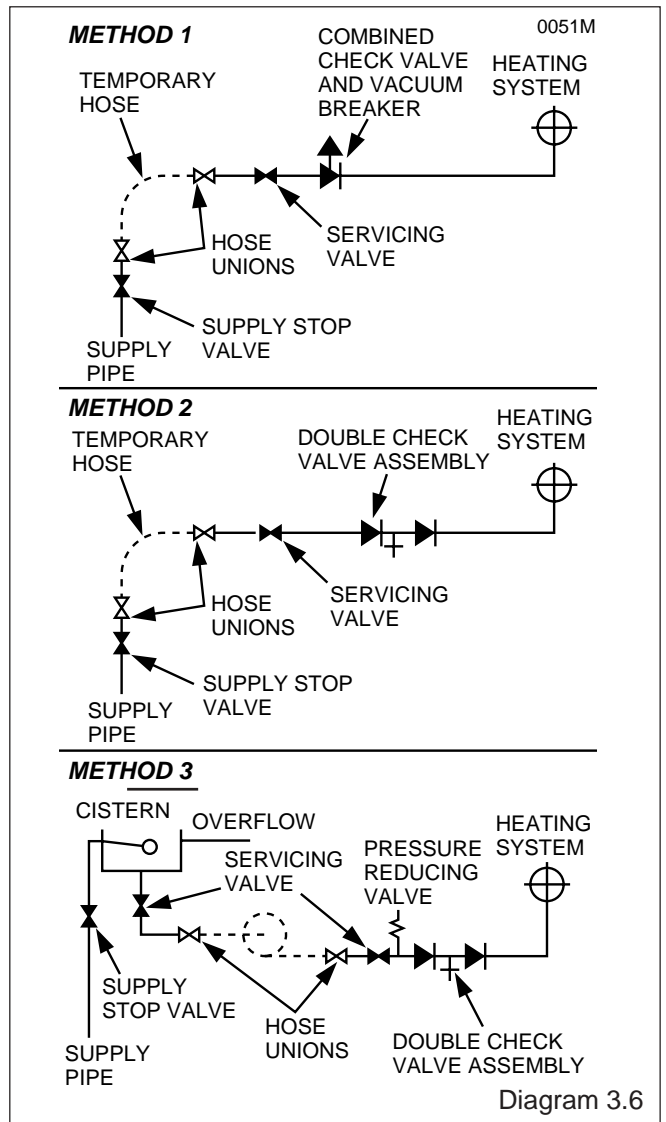 METHOD 1
0051M
TEMPORARY
HOSE
COMBINED
CHECK VALVE
AND VACUUM
BREAKER
HEATING
SYSTEM
HOSE
UNIONS
SERVICING
VALVE
SUPPLY STOP
VALVE
SUPPLY
PIPE
METHOD 2
TEMPORARY
HOSE
DOUBLE CHECK
VALVE ASSEMBLY
HEATING
SYSTEM
HOSE
UNIONS
SERVICING
VALVE
SUPPLY STOP
VALVE
SUPPLY
PIPE
METHOD 3
CISTERN
OVERFLOW
SERVICING
VALVE
PRESSURE
REDUCING
VALVE
HEATING
SYSTEM
SUPPLY
STOP VALVE
HOSE
UNIONS
DOUBLE CHECK
VALVE ASSEMBLY
SUPPLY
PIPE
Diagram 3.6